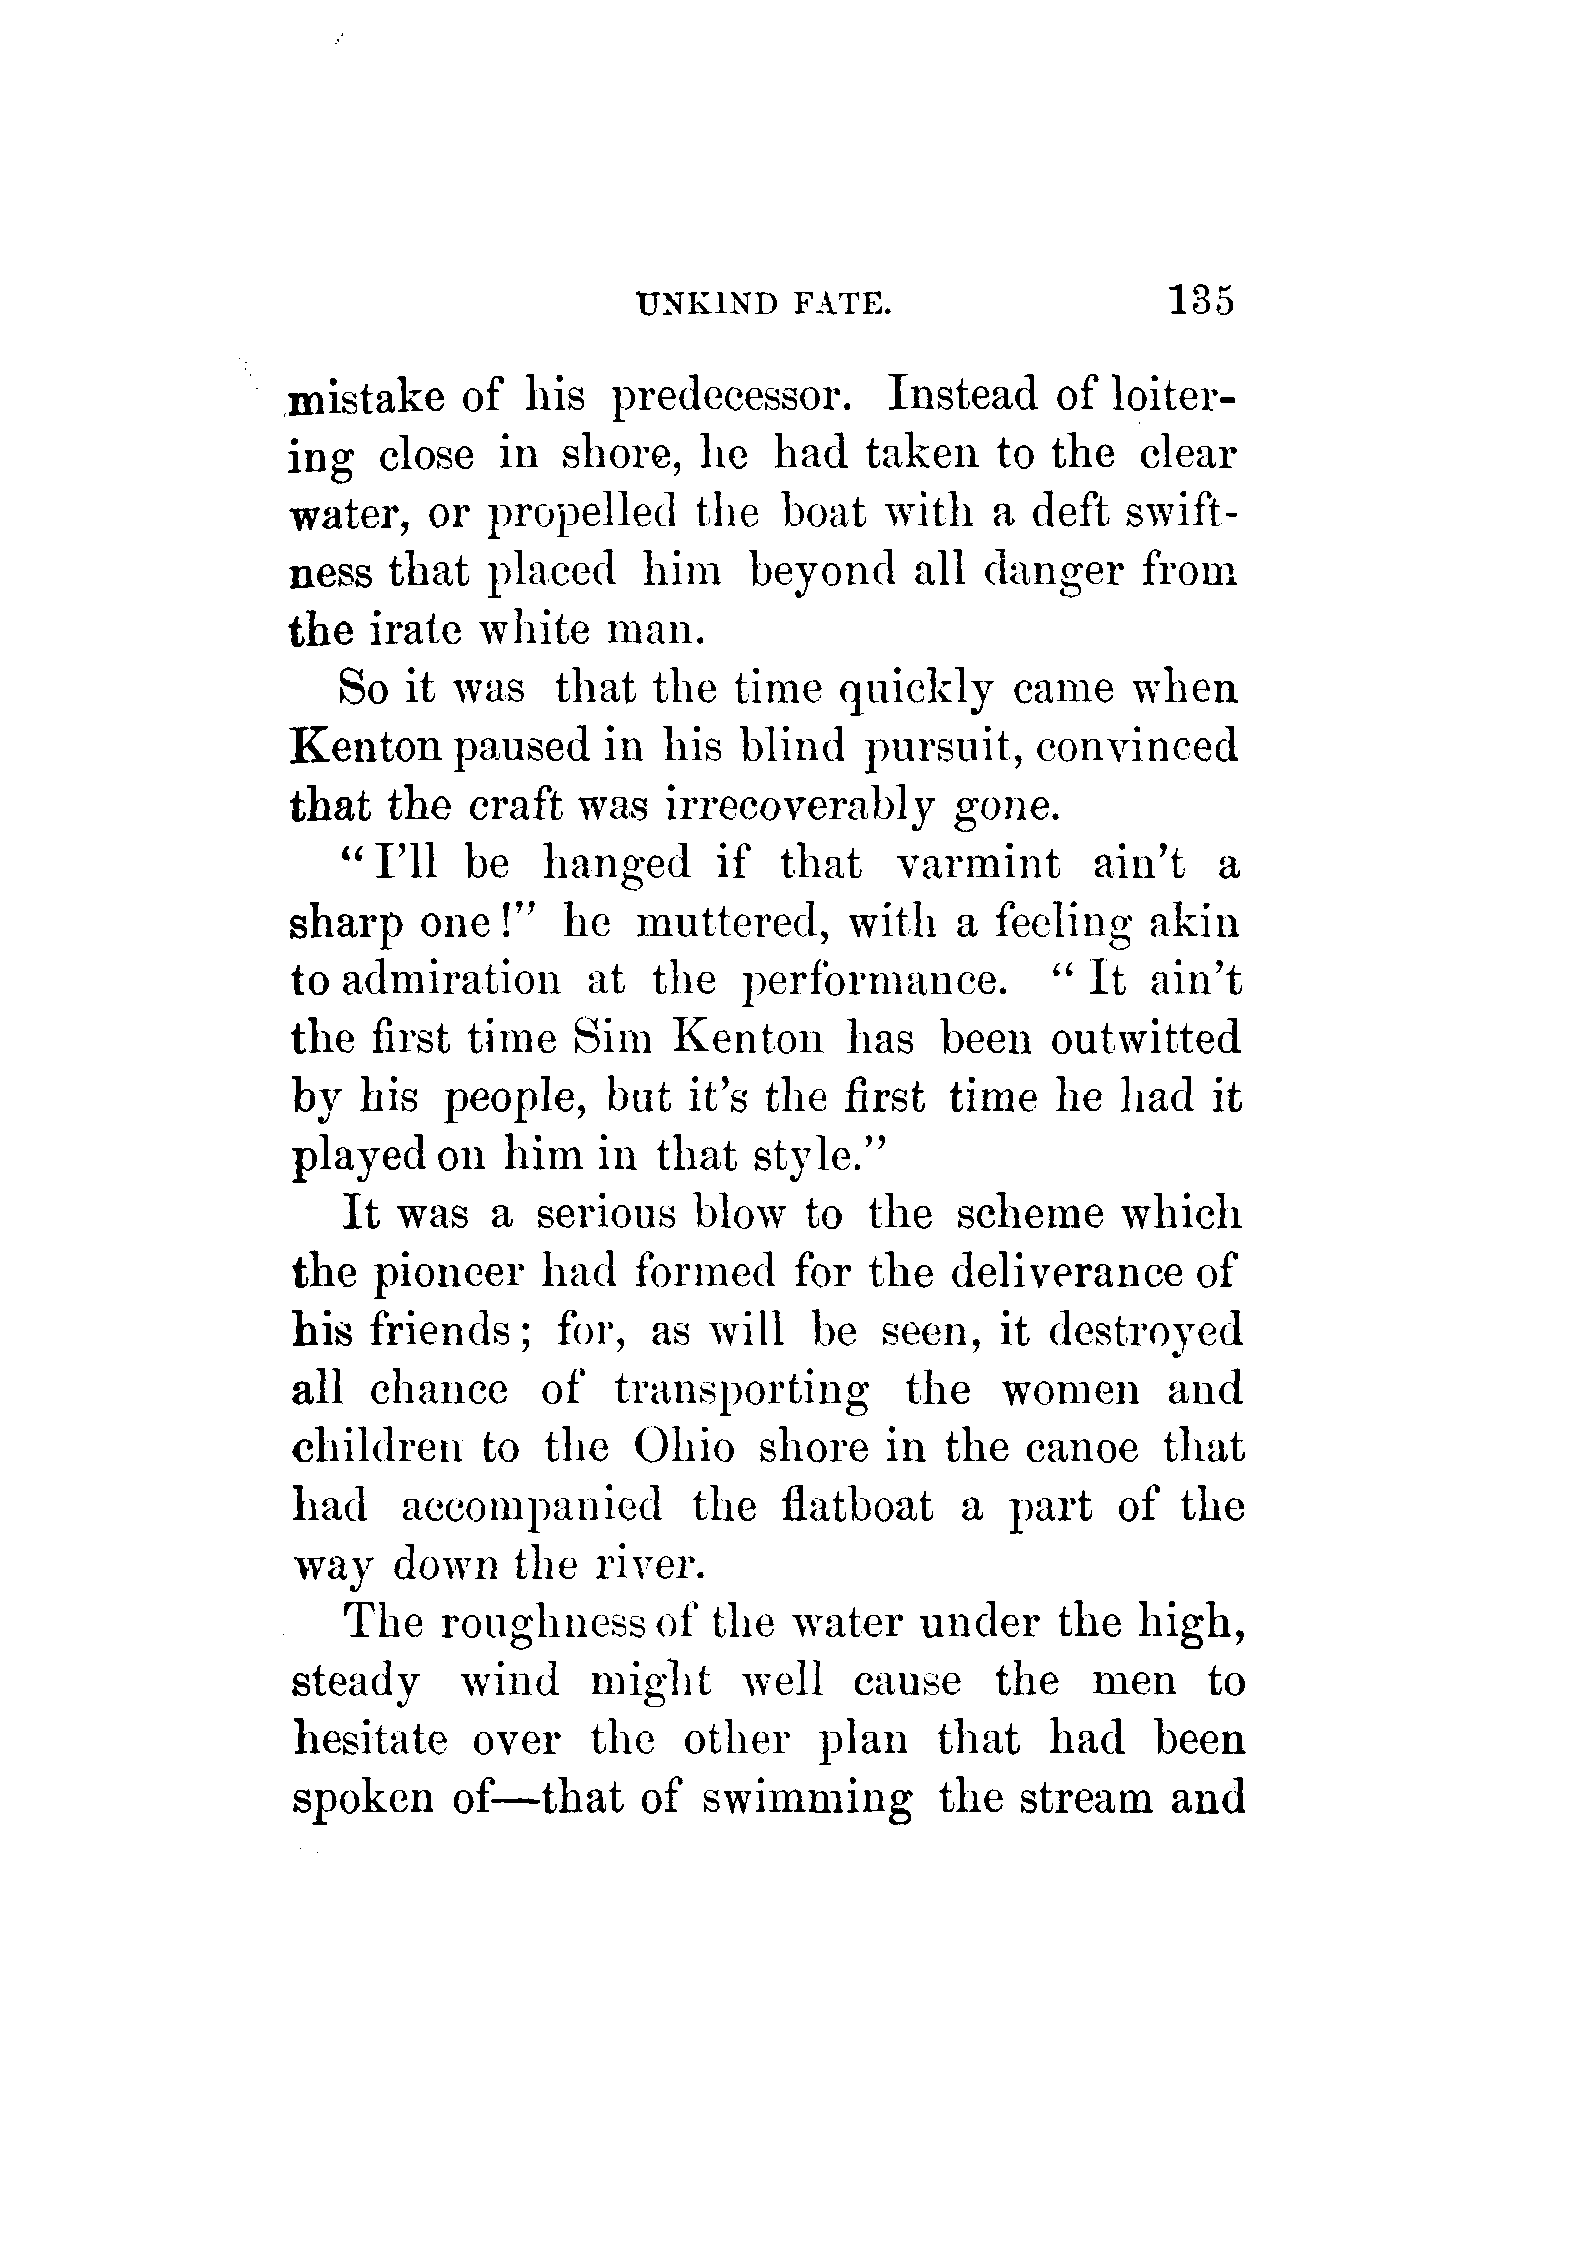 UNKIND FATE. 135
mistake of his predecessor. Instead of loiter-
ing close in shore, he had taken to the clear
water, or propelled the boat with a deft swift-
ness that placed him beyond all danger from
the irate white man.
So it was that the time quickly came when
Kenton paused in his blind pursuit, convinced
that the craft was irrecoverably gone.
“I'll be hanged if that varmint ain't a
sharp one!” he muttered, with a feeling akin
to admiration at the performance. “It ain't
the first time Sim Kenton has been outwitted
by his people, but it's the first time he had it
played on him in that style.”
It was a serious blow to the scheme which
the pioneer had formed for the deliverance of
his friends; for, as will be seen, it destroyed
all chance of transporting the women and
children to the Ohio shore in the canoe that
had accompanied the flatboat a part of the
way down the river.
The roughness of the water under the high,
steady wind might well cause the men to
hesitate over the other plan that had been
spoken of—that of swimming the stream and